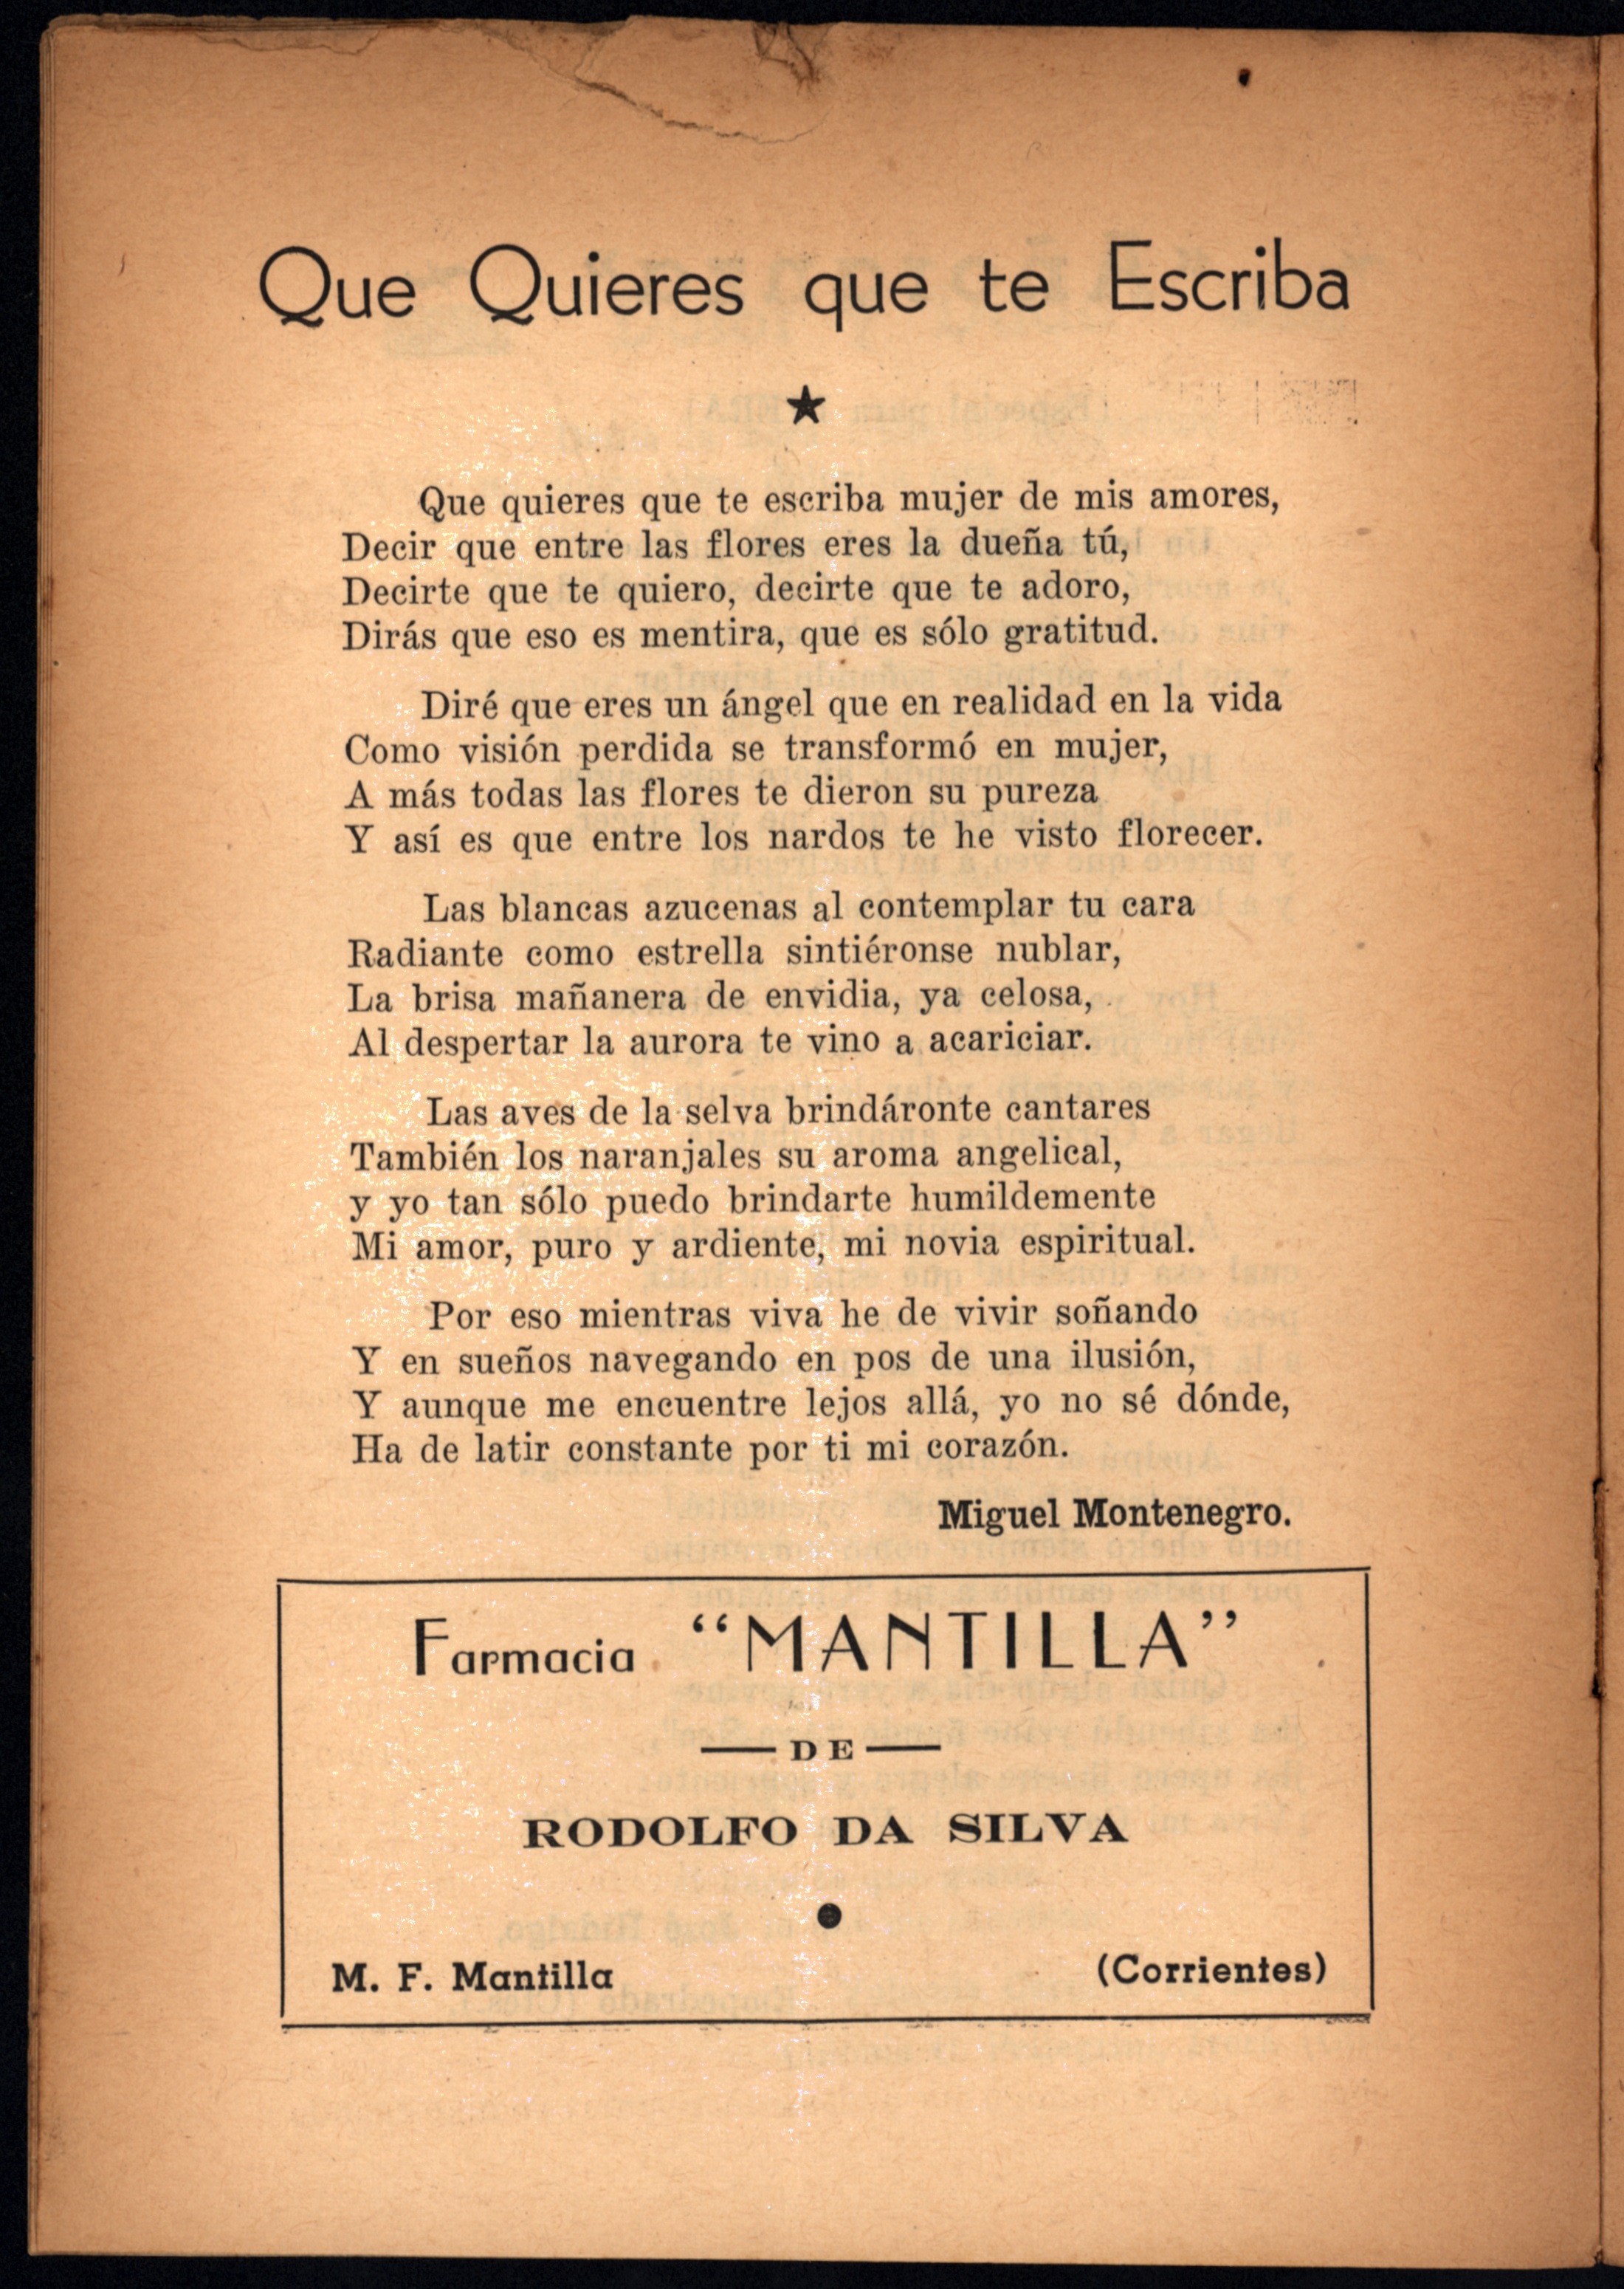 Que Quieres que te Escriba
★
Que quieres que te escriba mujer de mis amores,
Decir que entre las flores eres la dueña tú,
Decirte que te quiero, decirte que te adoro,
Dirás que eso es mentira, que es sólo gratitud.
Diré que eres un ángel que en realidad en la vida
Como visión perdida se transformó en mujer,
A más todas las flores te dieron su pureza
Y así es que entre los nardos te he visto florecer.
Las blancas azucenas al contemplar tu cara
Radiante como estrella sintiéronse nublar,
La brisa mañanera de envidia, ya celosa,
Al despertar la aurora te vino a acariciar.
Las aves de la selva brindáronte cantares
También los naranjales su aroma angelical,
y yo tan sólo puedo brindarte humildemente
Mi amor, puro y ardiente, mi novia espiritual.
Por eso mientras viva he de vivir soñando
Y en sueños navegando en pos de una ilusión,
Y aunque me encuentre lejos allá, yo no sé dónde,
Ha de latir constante por ti mi corazón.
Miguel Montenegro.
Farmacia “MANTILLA”
— DE —
RODOLFO DA SILVA
●
M. F. Mantilla (Corrientes)